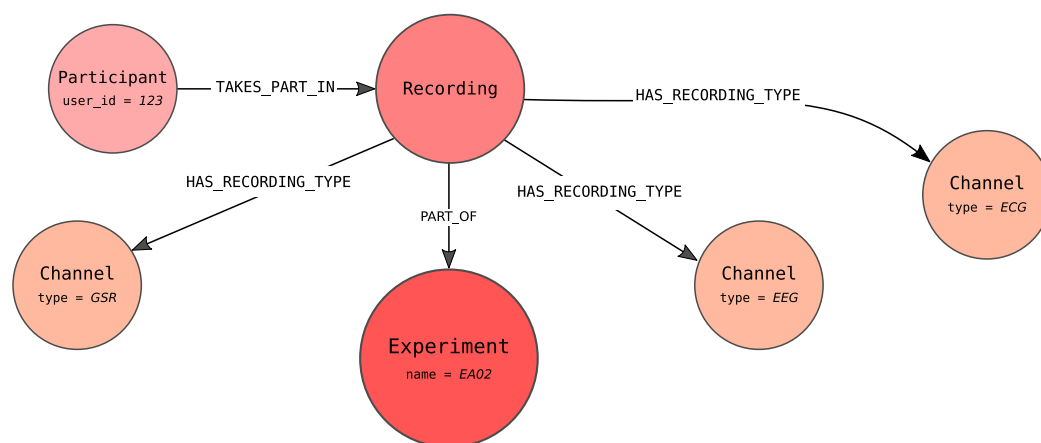 Participant
user_id = 123
TAKES_PART_IN
Recording
HAS_RECORDING_TYPE
Channel
type = ECG
HAS_RECORDING_TYPE
HAS_RECORDING_TYPE
PART_OF
Channel
type = GSR
Channel
type = EEG
Experiment
name = EA02